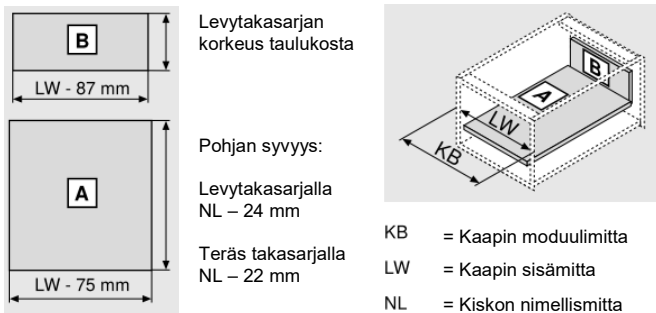 B
LW - 87 mm
A
LW - 75 mm
Levytakasarjan
korkeus taulukosta
Pohjan syvyys:
Levytakasarjalla
NL – 24 mm
Teräs takasarjalla
NL – 22 mm
B
A
LW
KB
KB = Kaapin moduulimitta
LW = Kaapin sisämitta
NL = Kiskon nimellismitta